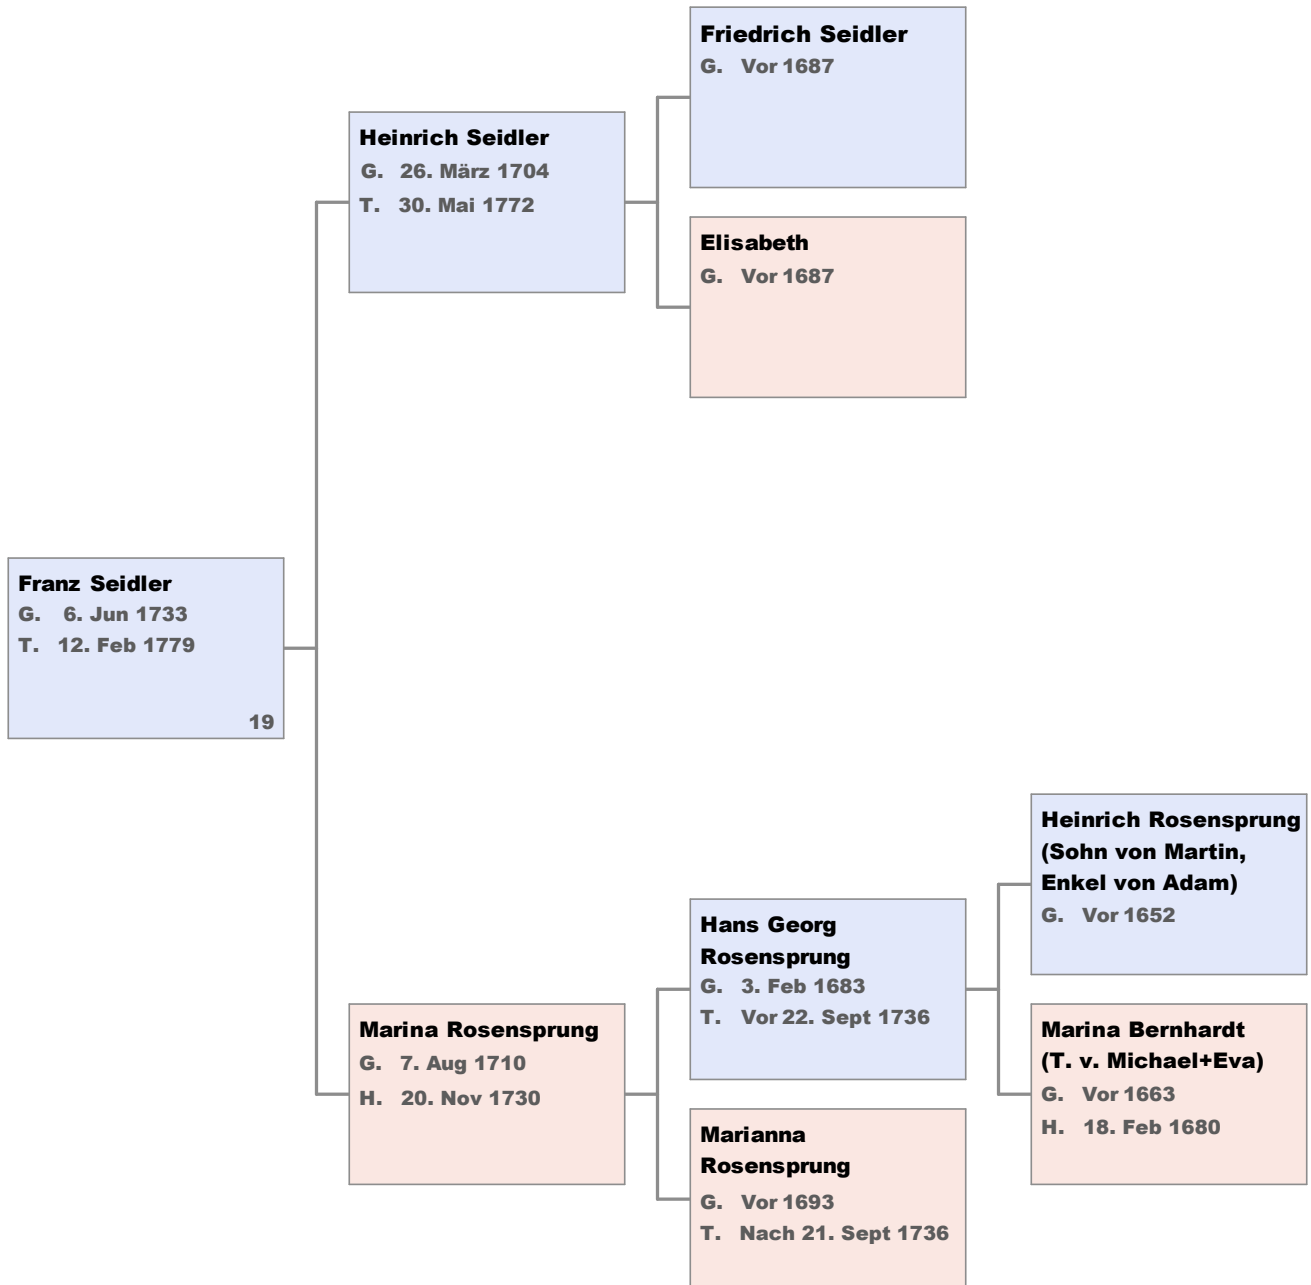 Friedrich Seidler
G. Vor 1687
Heinrich Seidler
G. 26. März 1704
T. 30. Mai 1772
Elisabeth
G. Vor 1687
Franz Seidler
G. 6. Jun 1733
T. 12. Feb 1779
19
Heinrich Rosensprung
(Sohn von Martin,
Enkel von Adam)
G. Vor 1652
Hans Georg
Rosensprung
G. 3. Feb 1683
T. Vor 22. Sept 1736
Marina Rosensprung
G. 7. Aug 1710
H. 20. Nov 1730
Marina Bernhardt
(T. v. Michael+Eva)
G. Vor 1663
H. 18. Feb 1680
Marianna
Rosensprung
G. Vor 1693
T. Nach 21. Sept 1736